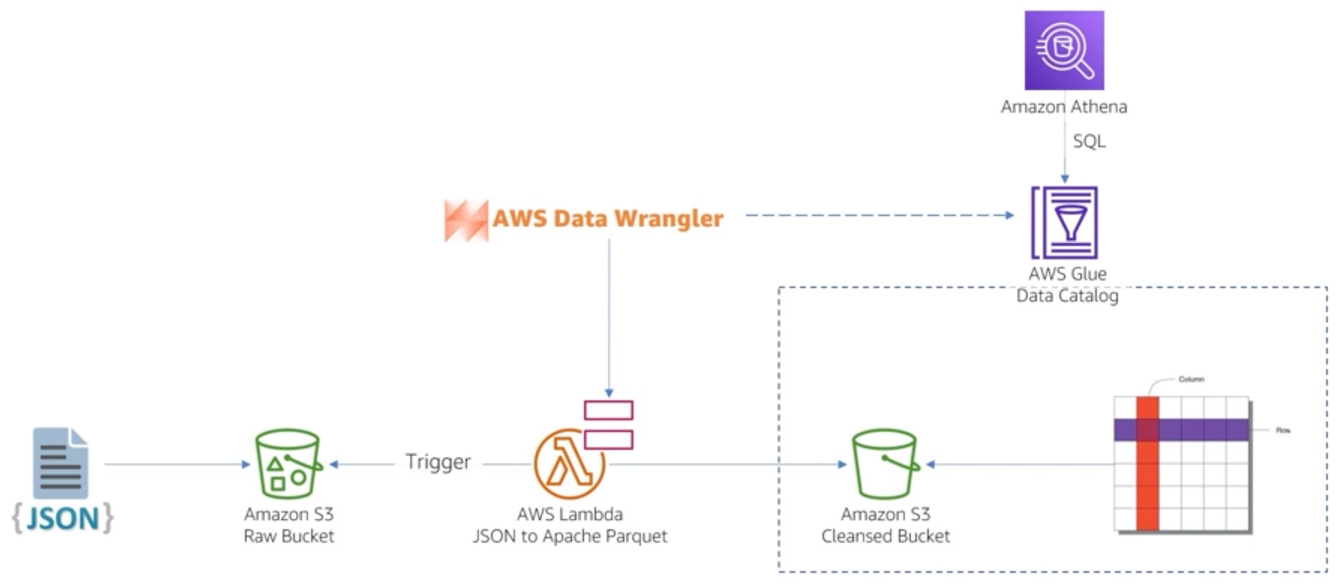 Amazon Athena
SQL
AWS Data Wrangler
AWS Glue
Data Catalog
Column
Row
Trigger
{JSON}
Amazon S3
Raw Bucket
AWS Lambda
JSON to Apache Parquet
Amazon S3
Cleansed Bucket